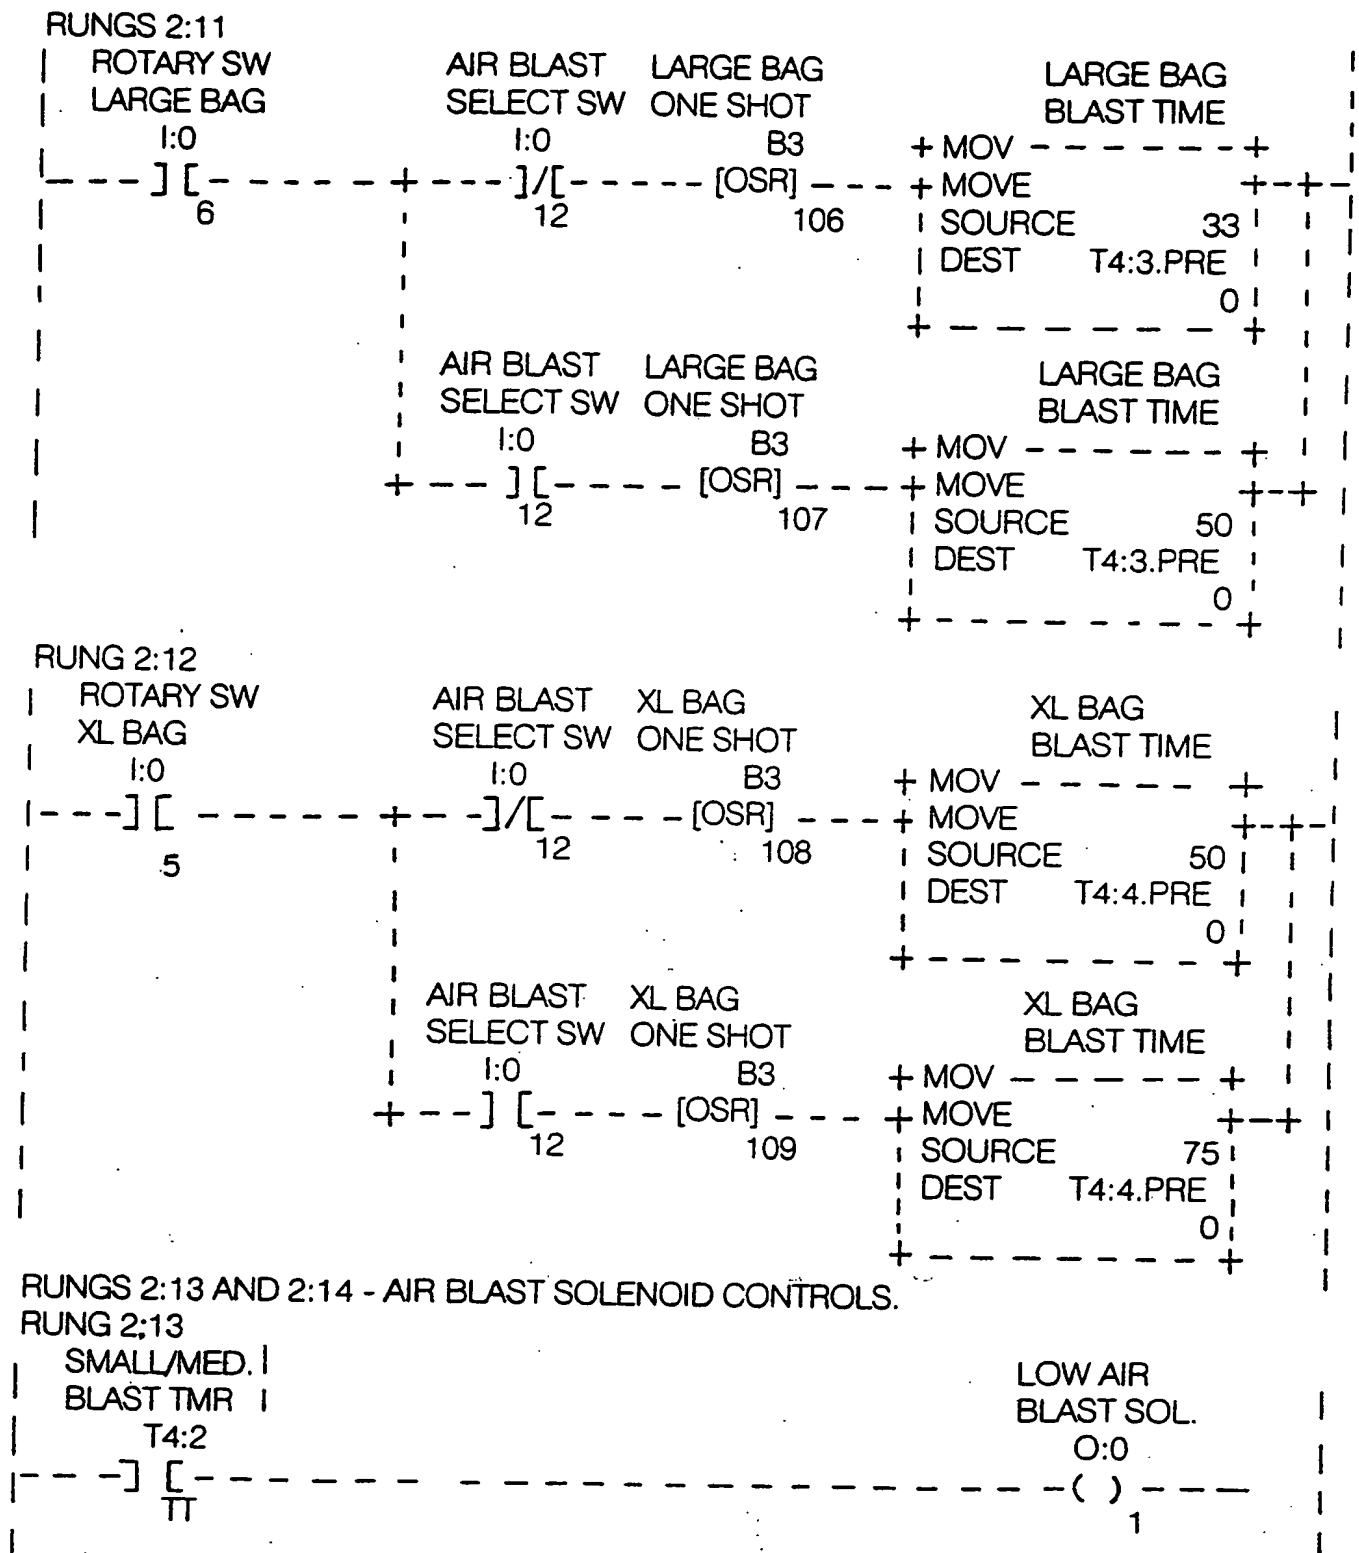 RUNGS 2:11
ROTARY SW AIR BLAST LARGE BAG LARGE BAG
LARGE BAG SELECT SW ONE SHOT BLAST TIME
I:0 I:0 B3 + MOV - - - - - - - +
- - - ] [ - - - - - - + - - - ]/[ - - - - - [OSR] - - - + MOVE + - + -
6 12 106 SOURCE 33
DEST T4:3.PRE
0
+ - - - - - - - +
AIR BLAST LARGE BAG LARGE BAG
SELECT SW ONE SHOT BLAST TIME
I:0 B3 + MOV - - - - - - +
+ - - - ] [ - - - - [OSR] - - - + MOVE + - - +
12 107 SOURCE 50
DEST T4:3.PRE
0
+ - - - - - - - - +
RUNG 2:12
ROTARY SW AIR BLAST XL BAG XL BAG
XL BAG SELECT SW ONE SHOT BLAST TIME
I:0 I:0 B3 + MOV - - - - - +
- - - ] [ - - - - - - + - - - ]/[ - - - - [OSR] - - - + MOVE + - - + -
5 12 108 SOURCE 50
DEST T4:4.PRE
0
+ - - - - - - - +
AIR BLAST XL BAG XL BAG
SELECT SW ONE SHOT BLAST TIME
I:0 B3 + MOV - - - - - - +
+ - - ] [ - - - - [OSR] - - - + MOVE + - +
12 109 SOURCE 75
DEST T4:4.PRE
0
+ - - - - - - - +
RUNGS 2:13 AND 2:14 - AIR BLAST SOLENOID CONTROLS.
RUNG 2:13
SMALL/MED. LOW AIR
BLAST TMR BLAST SOL.
T4:2 O:0
- - - ] [ - - - - - - - - - - - - - - - - - - - ( ) - - - -
TT 1